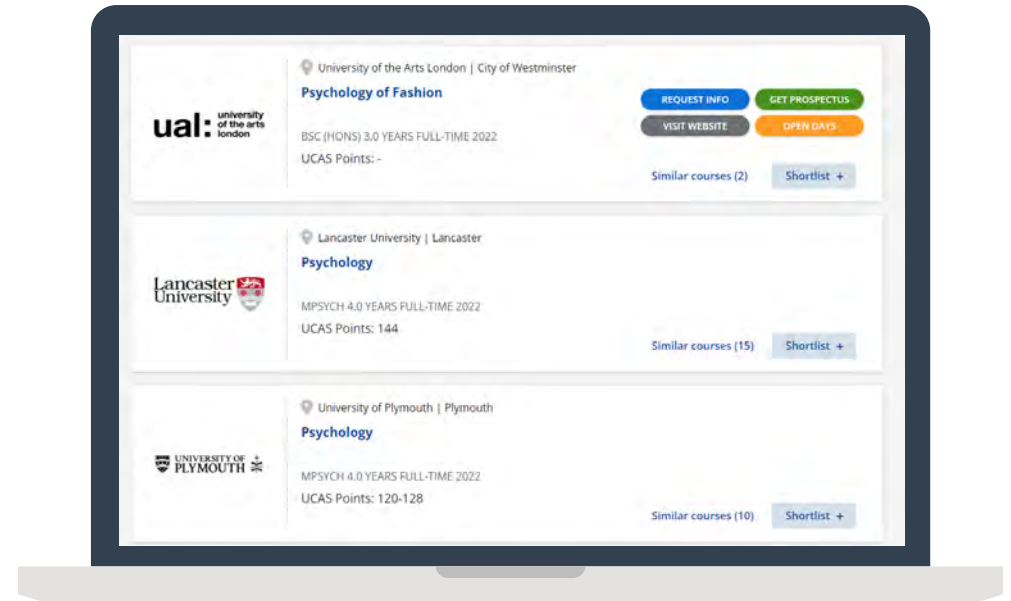 University of the Arts London | City of Westminster
Psychology of Fashion
REQUEST INFO
GET PROSPECTUS
ual: university of the arts london
BSC (HONS) 3.0 YEARS FULL-TIME 2022
VISIT WEBSITE
OPEN DAYS
UCAS Points: -
Similar courses (2)
Shortlist +
Lancaster University | Lancaster
Psychology
Lancaster
University
MPSYCH 4.0 YEARS FULL-TIME 2022
UCAS Points: 144
Similar courses (15)
Shortlist +
University of Plymouth | Plymouth
Psychology
UNIVERSITY OF
PLYMOUTH
MPSYCH 4.0 YEARS FULL-TIME 2022
UCAS Points: 120-128
Similar courses (10)
Shortlist +